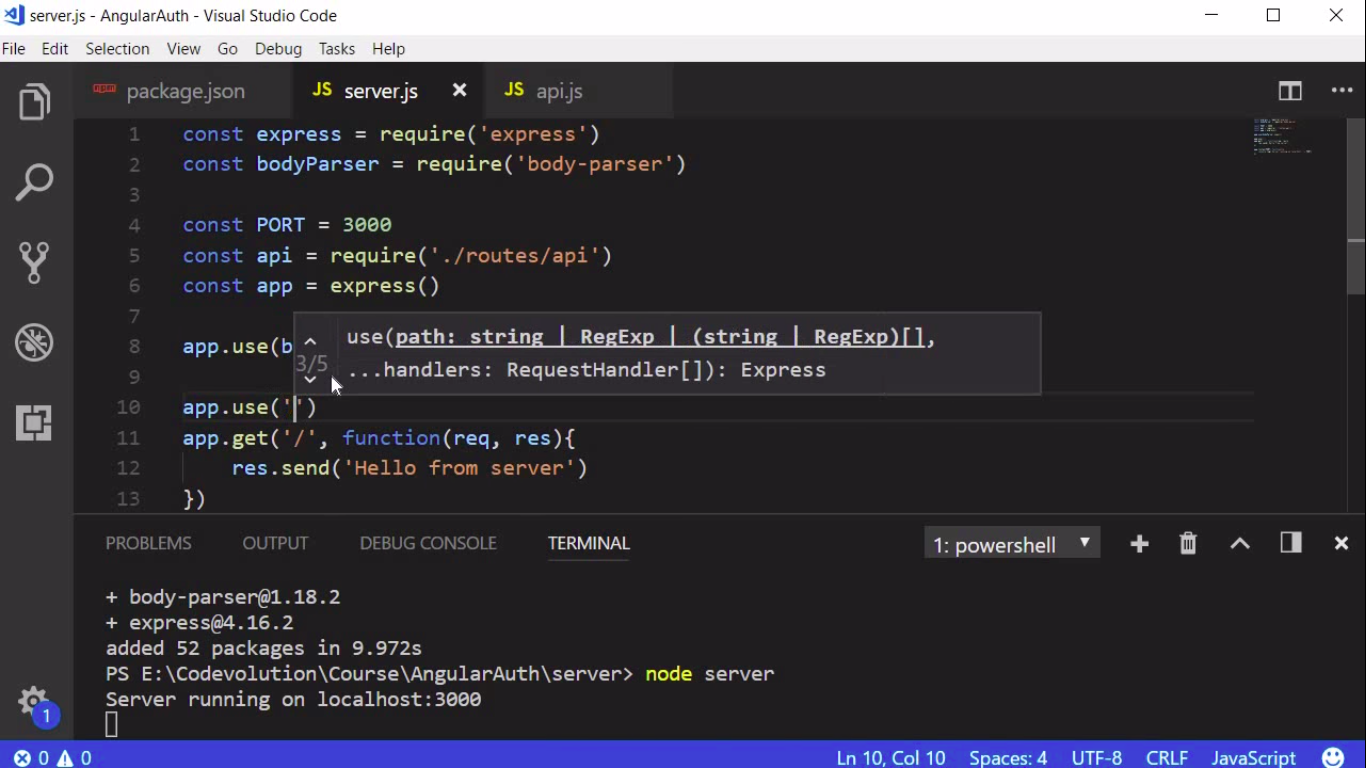 server.js - AngularAuth - Visual Studio Code
File Edit Selection View Go Debug Tasks Help
npm package.json JS server.js JS api.js
1 const express = require('express')
2 const bodyParser = require('body-parser')
3
4 const PORT = 3000
5 const api = require('./routes/api')
6 const app = express()
7
use(path: string | RegExp | (string | RegExp)[],
8 app.use(b
3/5
...handlers: RequestHandler[]): Express
9
10 app.use('')
11 app.get('/', function(req, res){
12 res.send('Hello from server')
13 })
PROBLEMS OUTPUT DEBUG CONSOLE TERMINAL 1: powershell
+ body-parser@1.18.2
+ express@4.16.2
added 52 packages in 9.972s
PS E:\Codevolution\Course\AngularAuth\server> node server
Server running on localhost:3000
1
0 0 Ln 10, Col 10 Spaces: 4 UTF-8 CRLF JavaScript